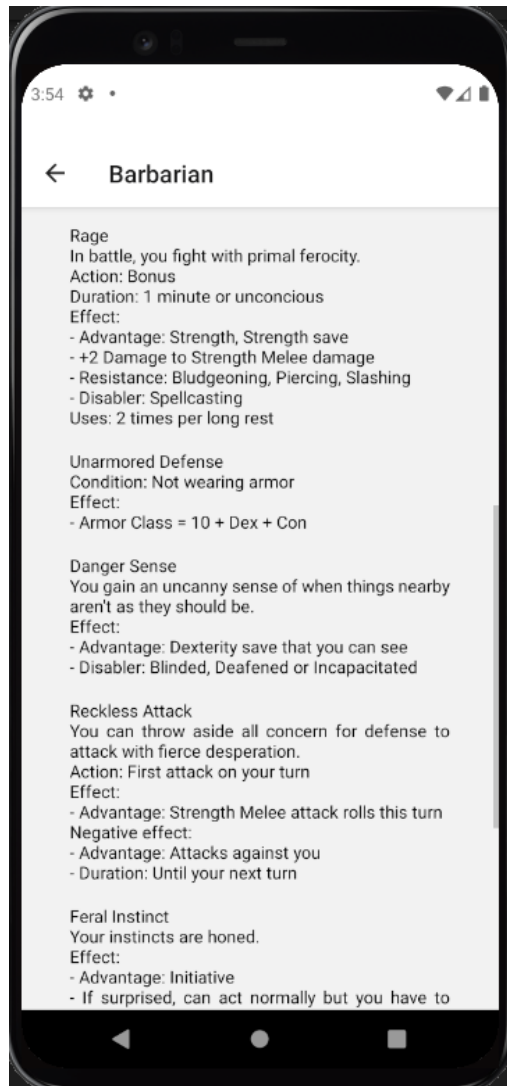 3:54
Barbarian
Rage
In battle, you fight with primal ferocity.
Action: Bonus
Duration: 1 minute or unconcious
Effect:
- Advantage: Strength, Strength save
- +2 Damage to Strength Melee damage
- Resistance: Bludgeoning, Piercing, Slashing
- Disabler: Spellcasting
Uses: 2 times per long rest
Unarmored Defense
Condition: Not wearing armor
Effect:
- Armor Class = 10 + Dex + Con
Danger Sense
You gain an uncanny sense of when things nearby
aren't as they should be.
Effect:
- Advantage: Dexterity save that you can see
- Disabler: Blinded, Deafened or Incapacitated
Reckless Attack
You can throw aside all concern for defense to
attack with fierce desperation.
Action: First attack on your turn
Effect:
- Advantage: Strength Melee attack rolls this turn
Negative effect:
- Advantage: Attacks against you
- Duration: Until your next turn
Feral Instinct
Your instincts are honed.
Effect:
- Advantage: Initiative
- If surprised, can act normally but you have to